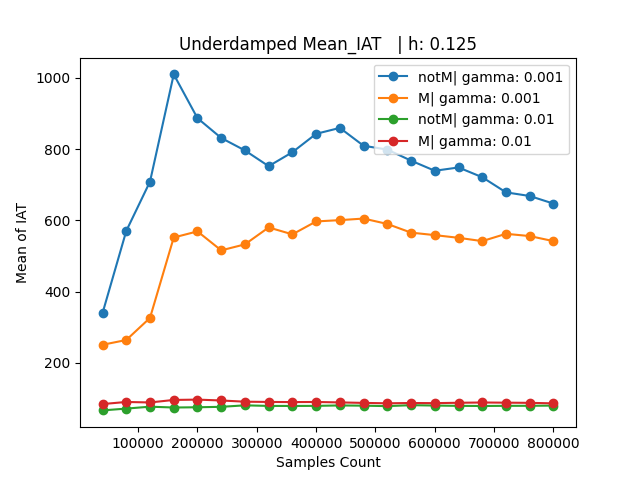 Underdamped Mean_IAT | h: 0.125
notM| gamma: 0.001
M| gamma: 0.001
notM| gamma: 0.01
M| gamma: 0.01
Mean of IAT
1000
800
600
400
200
100000 200000 300000 400000 500000 600000 700000 800000
Samples Count